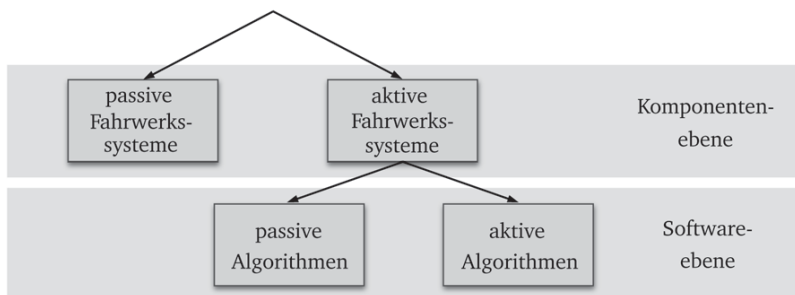 passive
Fahrwerks-
systeme
aktive
Fahrwerks-
systeme
Komponenten-
ebene
passive
Algorithmen
aktive
Algorithmen
Software-
ebene